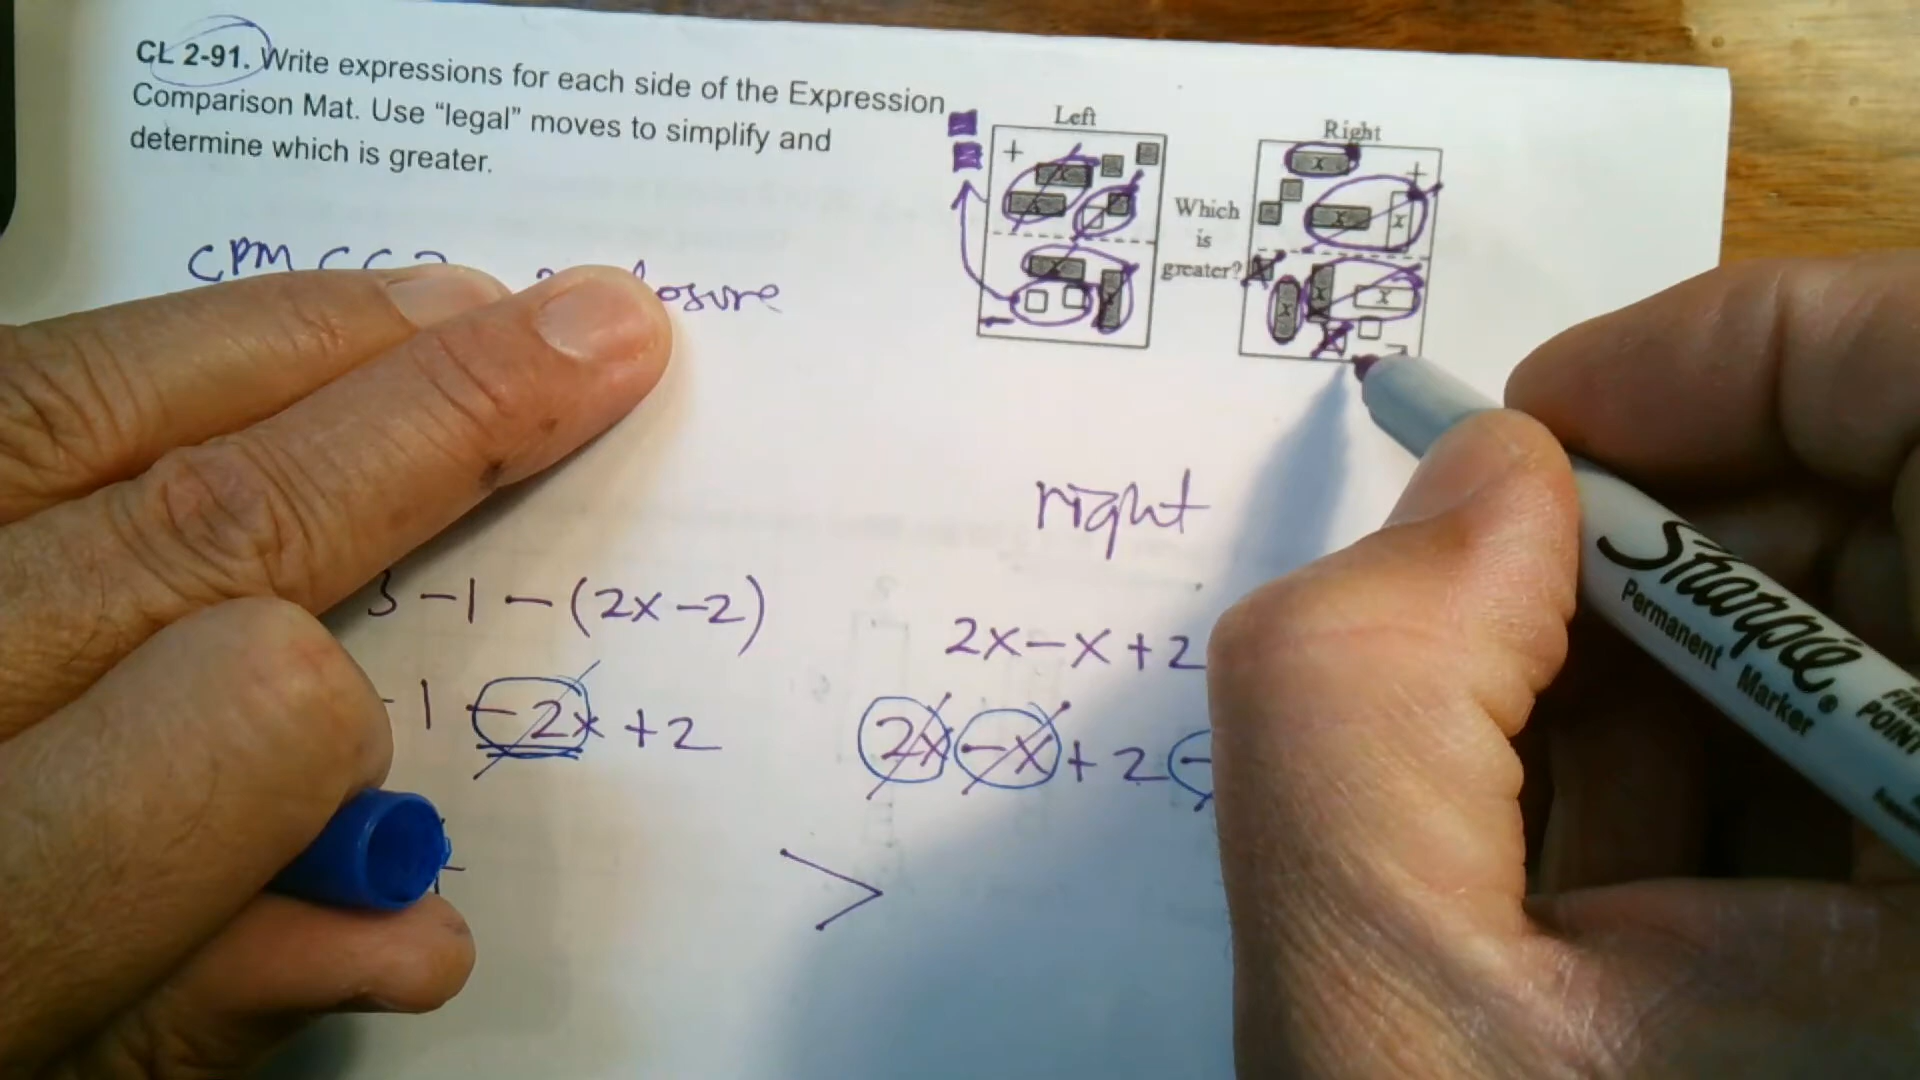 CL 2-91. Write expressions for each side of the Expression
Comparison Mat. Use “legal” moves to simplify and
determine which is greater.
Left
Right
+
x
x
x
x
−
Which
is
greater?
x
+
x
x
x
x
x
CPM CC
osure
right
3 −1 − (2x −2)
2x−x+2
-1 −2x +2
2x −x + 2 −
>
Sharpie®
Permanent Marker
POINT